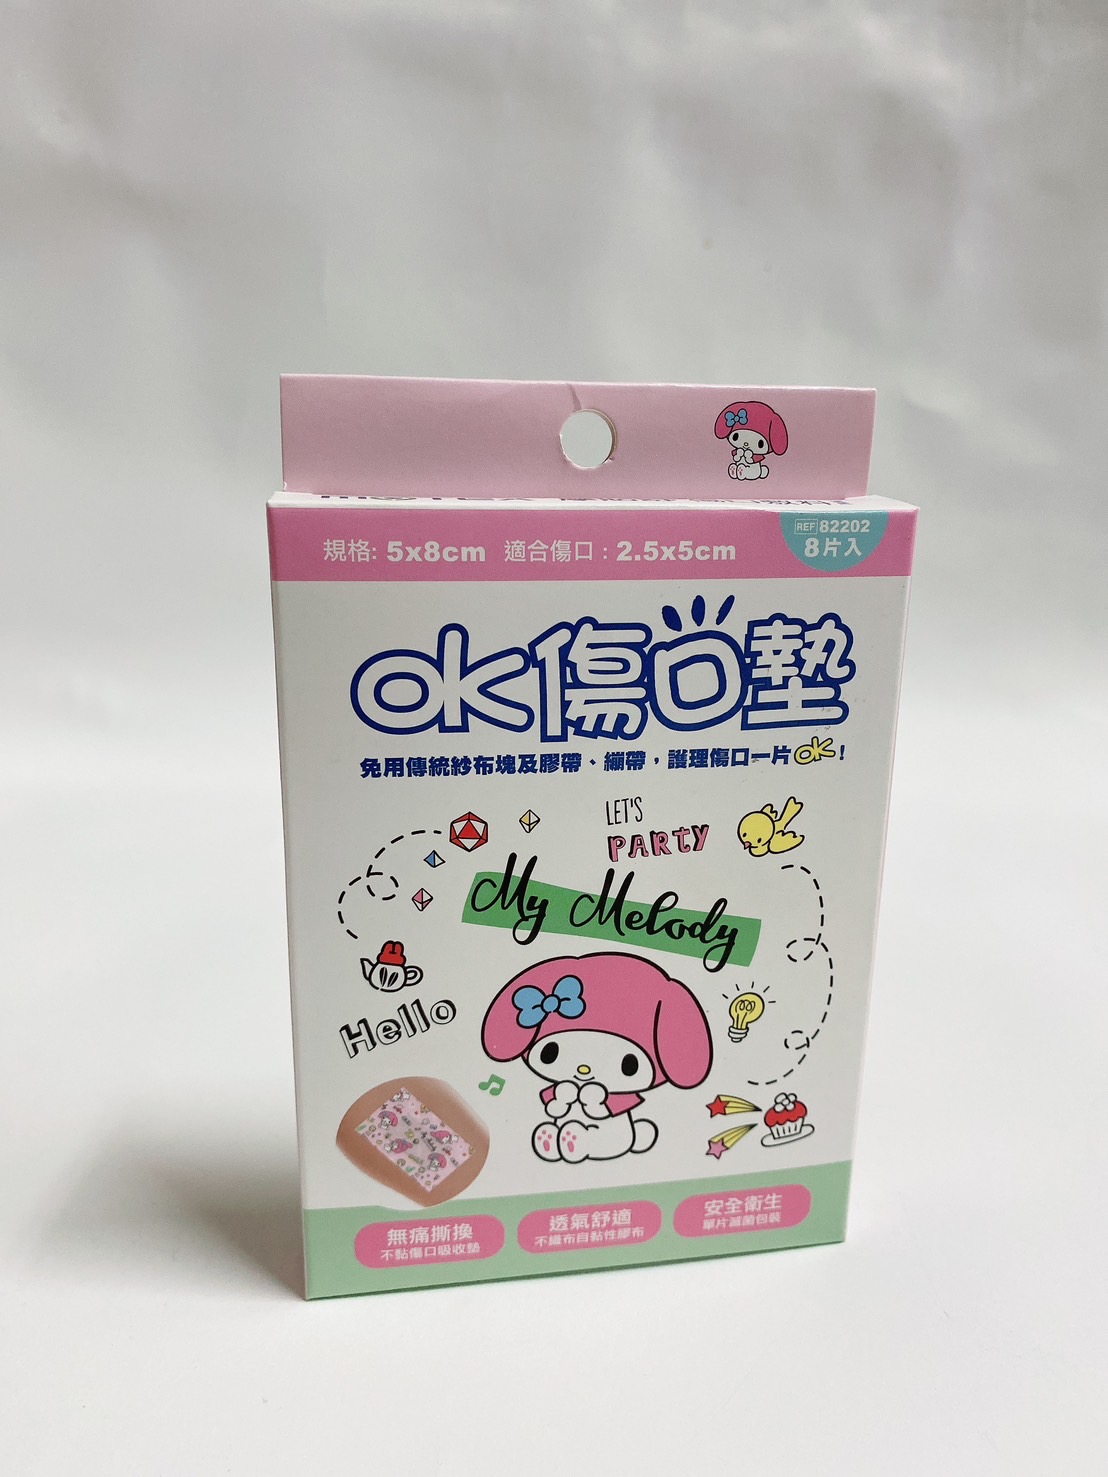 規格: 5x8cm 適合傷口 : 2.5x5cm
REF 82202
8片入
OK傷口墊
免用傳統紗布塊及膠帶、繃帶，護理傷口一片OK!
LET'S
PARTY
My Melody
Hello
無痛撕換
不黏傷口吸收墊
透氣舒適
不織布自黏性膠布
安全衛生
單片滅菌包裝